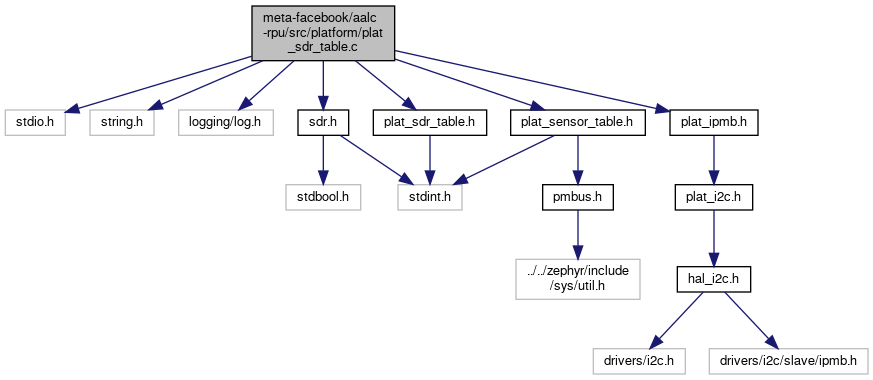 meta-facebook/aalc
-rpu/src/platform/plat
_sdr_table.c
stdio.h
string.h
logging/log.h
sdr.h
plat_sdr_table.h
plat_sensor_table.h
plat_ipmb.h
stdbool.h
stdint.h
pmbus.h
plat_i2c.h
../../zephyr/include
/sys/util.h
hal_i2c.h
drivers/i2c.h
drivers/i2c/slave/ipmb.h